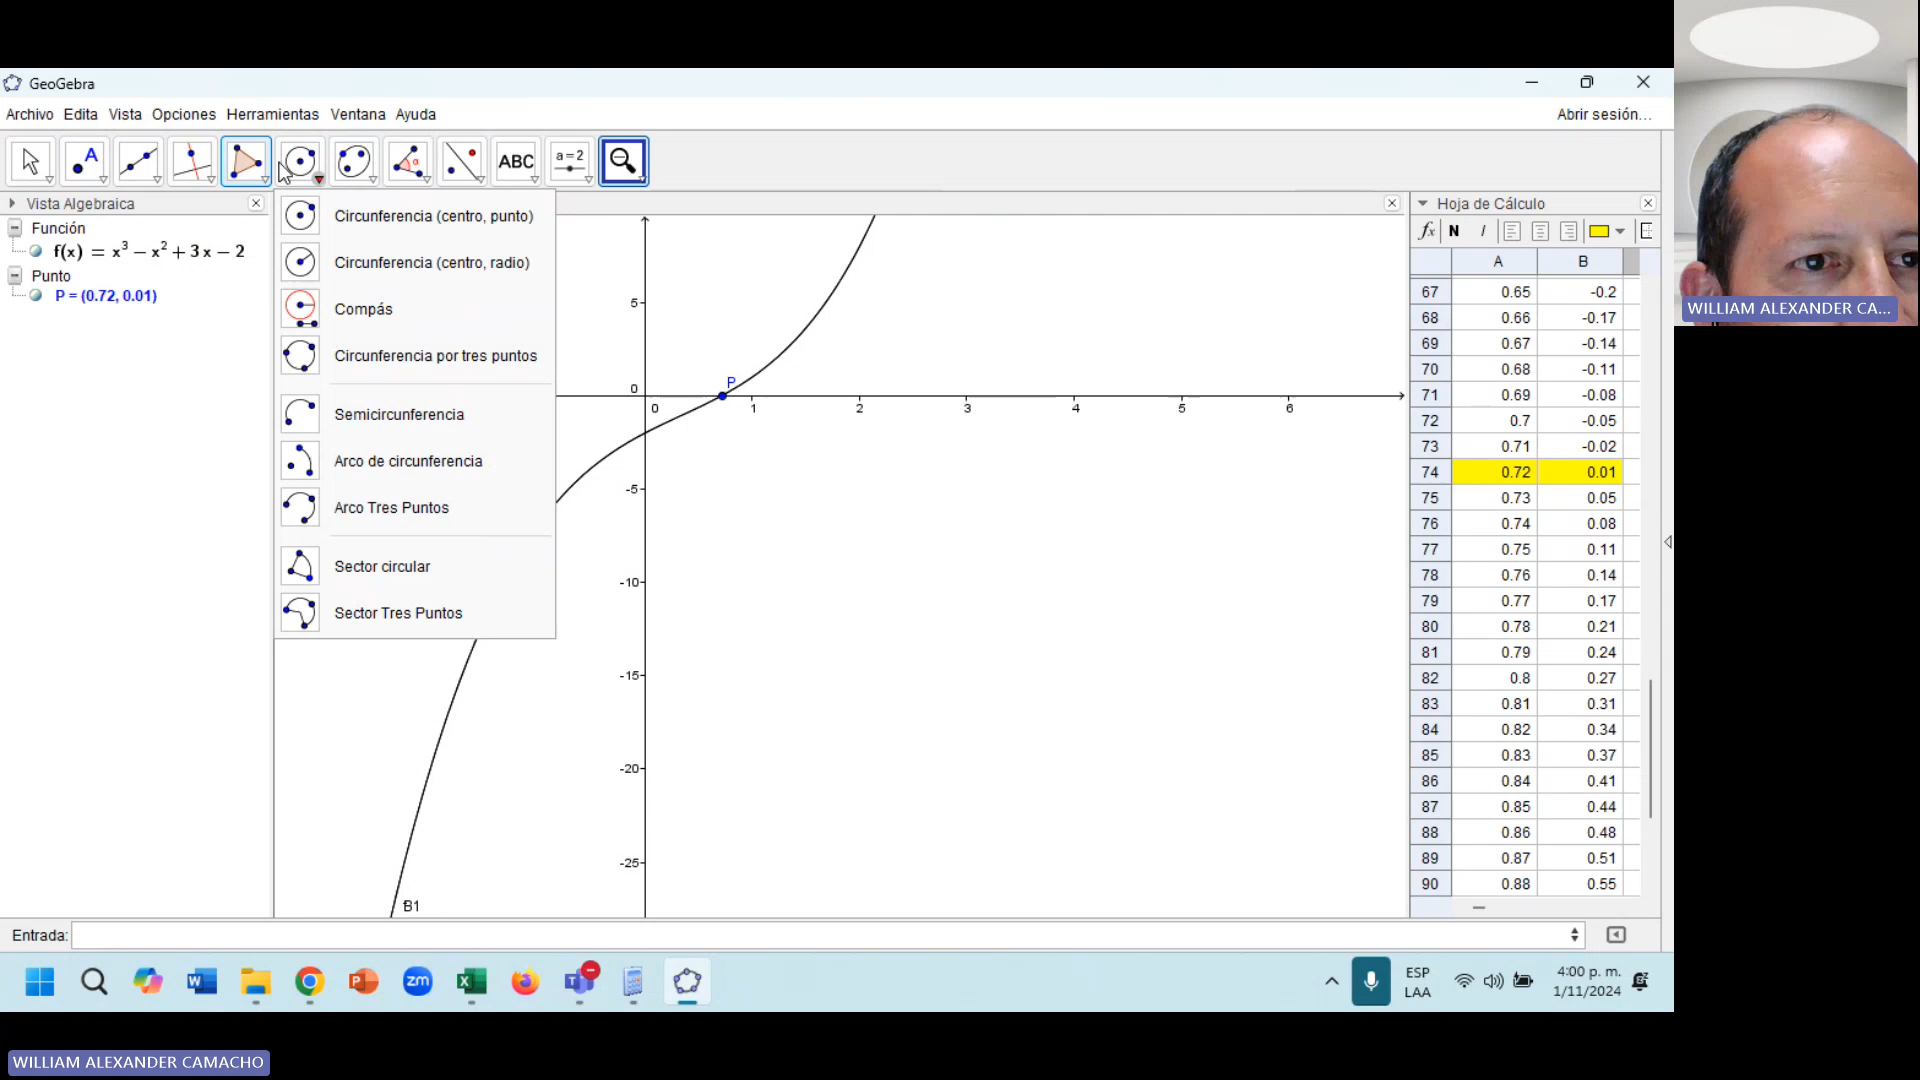 GeoGebra
Archivo Edita Vista Opciones Herramientas Ventana Ayuda
Abrir sesión...
A
α
ABC
a=2
Vista Algebraica
Función
f(x) = x³ − x² + 3 x − 2
Punto
P = (0.72, 0.01)
Circunferencia (centro, punto)
Circunferencia (centro, radio)
Compás
Circunferencia por tres puntos
Semicircunferencia
Arco de circunferencia
Arco Tres Puntos
Sector circular
Sector Tres Puntos
5
0
-5
-10
-15
-20
-25
0 1 2 3 4 5 6
P
B1
Hoja de Cálculo
fx N I
A B
67 0.65 -0.2
68 0.66 -0.17
69 0.67 -0.14
70 0.68 -0.11
71 0.69 -0.08
72 0.7 -0.05
73 0.71 -0.02
74 0.72 0.01
75 0.73 0.05
76 0.74 0.08
77 0.75 0.11
78 0.76 0.14
79 0.77 0.17
80 0.78 0.21
81 0.79 0.24
82 0.8 0.27
83 0.81 0.31
84 0.82 0.34
85 0.83 0.37
86 0.84 0.41
87 0.85 0.44
88 0.86 0.48
89 0.87 0.51
90 0.88 0.55
Entrada:
W
P
zm
X
T
ESP
LAA
4:00 p. m.
1/11/2024
WILLIAM ALEXANDER CA...
WILLIAM ALEXANDER CAMACHO